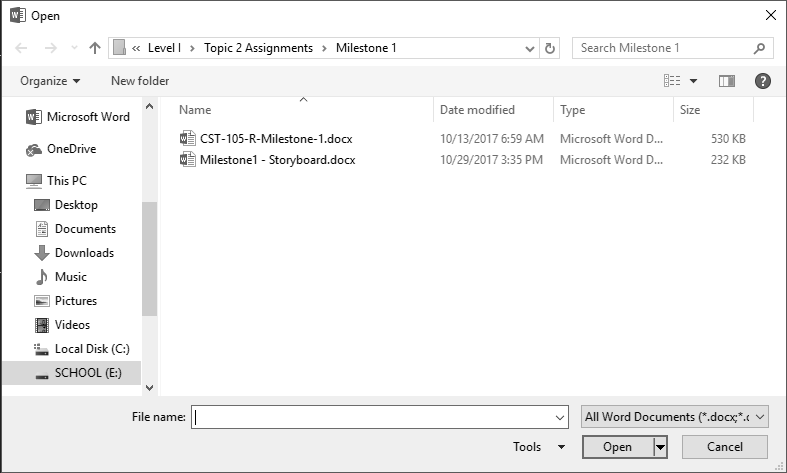 Open
« Level I > Topic 2 Assignments > Milestone 1
Search Milestone 1
Organize
New folder
Name
Date modified
Type
Size
Microsoft Word
OneDrive
This PC
Desktop
Documents
Downloads
Music
Pictures
Videos
Local Disk (C:)
SCHOOL (E:)
CST-105-R-Milestone-1.docx 10/13/2017 6:59 AM Microsoft Word D... 530 KB
Milestone1 - Storyboard.docx 10/29/2017 3:35 PM Microsoft Word D... 232 KB
File name:
All Word Documents (*.docx;*.c
Tools
Open
Cancel